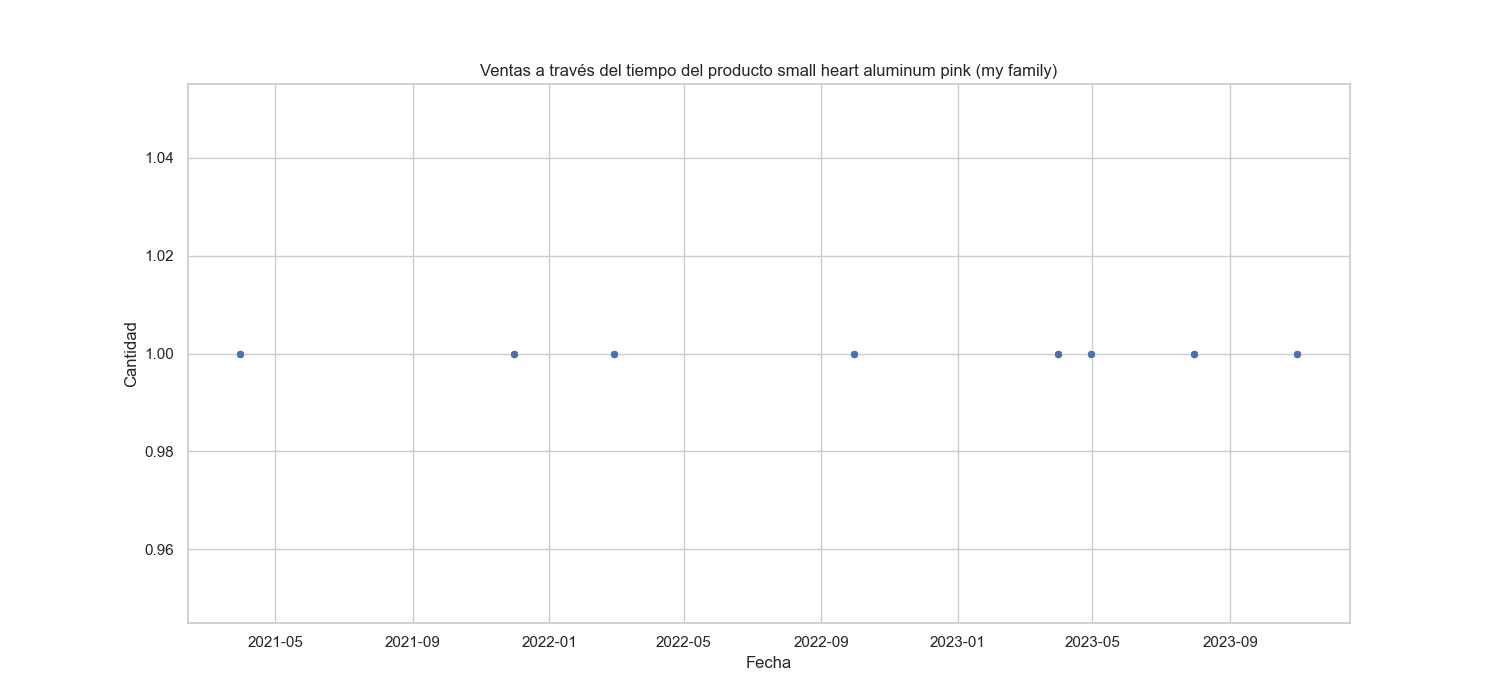 Ventas a través del tiempo del producto small heart aluminum pink (my family)
1.04
1.02
1.00
0.98
0.96
Cantidad
2021-05 2021-09 2022-01 2022-05 2022-09 2023-01 2023-05 2023-09
Fecha